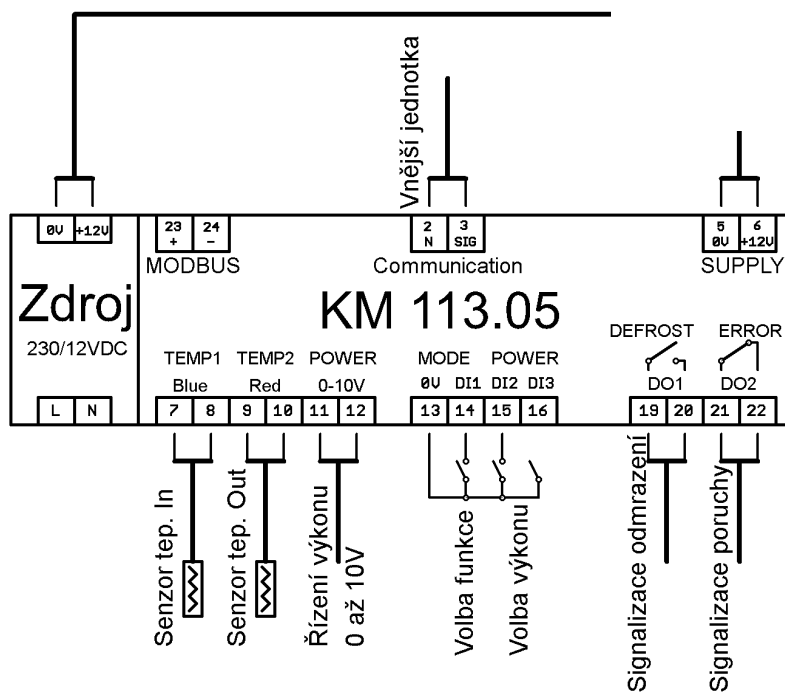 Vnější jednotka
0V +12V
23 24
+ −
MODBUS
2 3
N SIG
Communication
5 6
0V +12V
SUPPLY
Zdroj
230/12VDC
KM 113.05
DEFROST ERROR
TEMP1 TEMP2 POWER
Blue Red 0-10V
MODE POWER
0V DI1 DI2 DI3
DO1 DO2
L N
7 8 9 10 11 12
13 14 15 16
19 20 21 22
Senzor tep. In
Senzor tep. Out
Řízení výkonu
0 až 10V
Volba funkce
Volba výkonu
Signalizace odmrazení
Signalizace poruchy